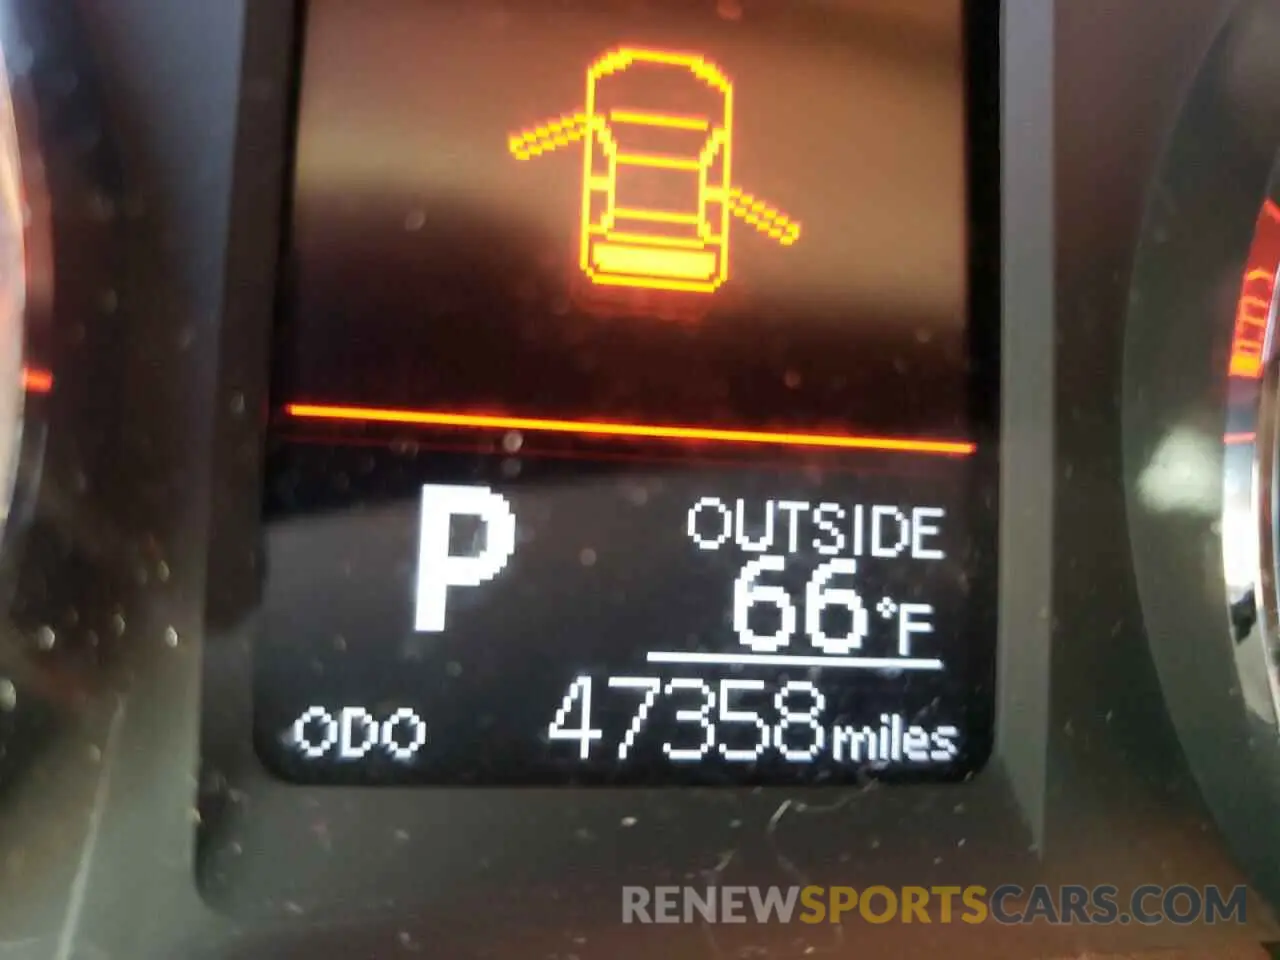 P
OUTSIDE
66°F
ODO 47358 miles
RENEWSPORTSCARS.COM